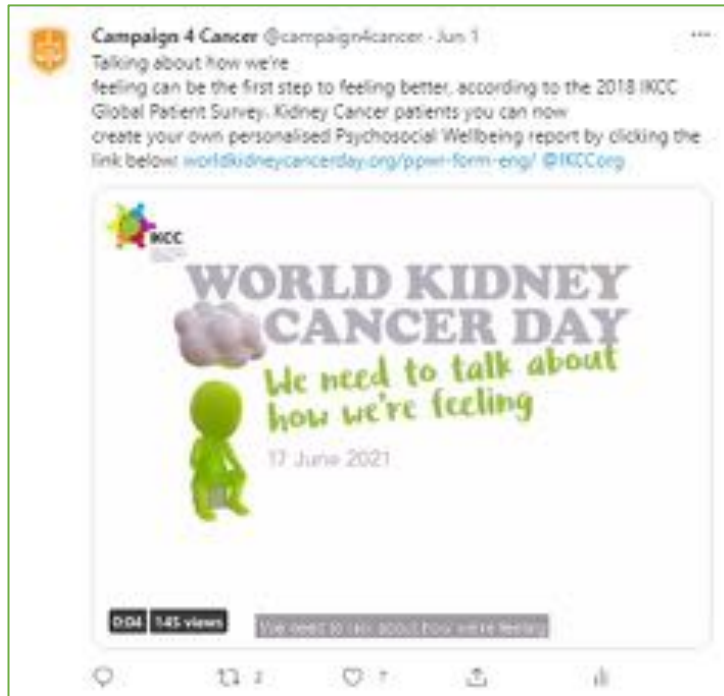 Campaign 4 Cancer @campaign4cancer · Jun 1
Talking about how we're
feeling can be the first step to feeling better, according to the 2018 IKCC
Global Patient Survey. Kidney Cancer patients you can now
create your own personalised Psychosocial Wellbeing report by clicking the
link below: worldkidneycancerday.org/ppwr-form-eng/ @IKCCorg
IKCC
WORLD KIDNEY
CANCER DAY
We need to talk about
how we're feeling
17 June 2021
0:04 145 views
We need to talk about how we're feeling
2